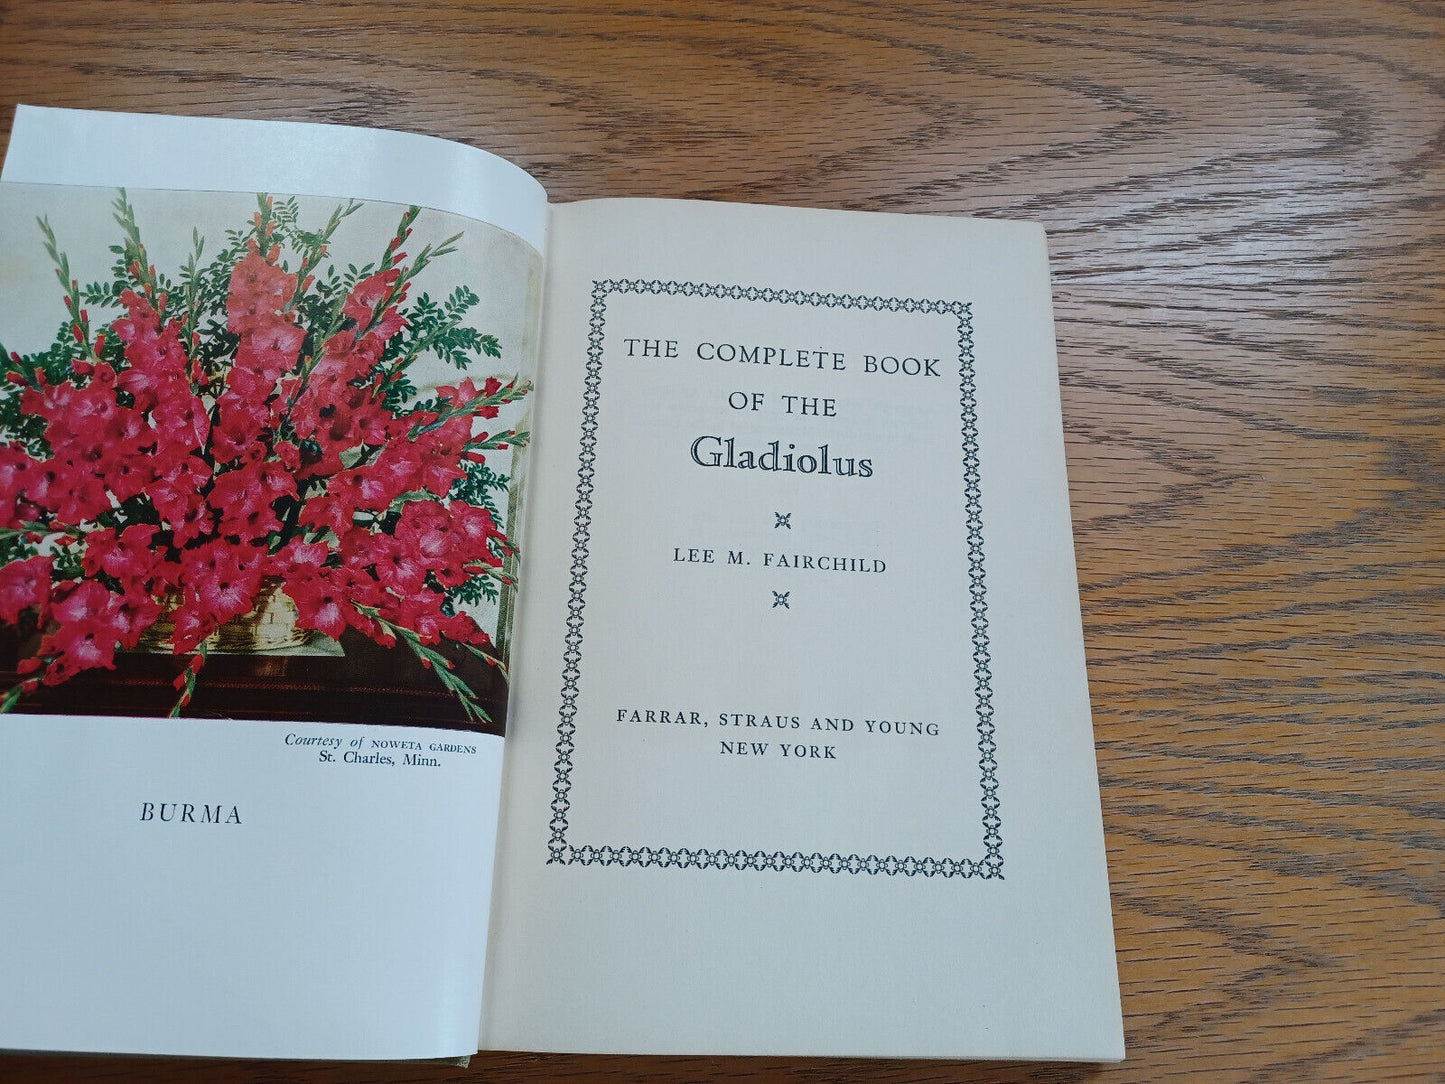 Courtesy of NOWETA GARDENS
St. Charles, Minn.
BURMA
THE COMPLETE BOOK
OF THE
Gladiolus
LEE M. FAIRCHILD
FARRAR, STRAUS AND YOUNG
NEW YORK